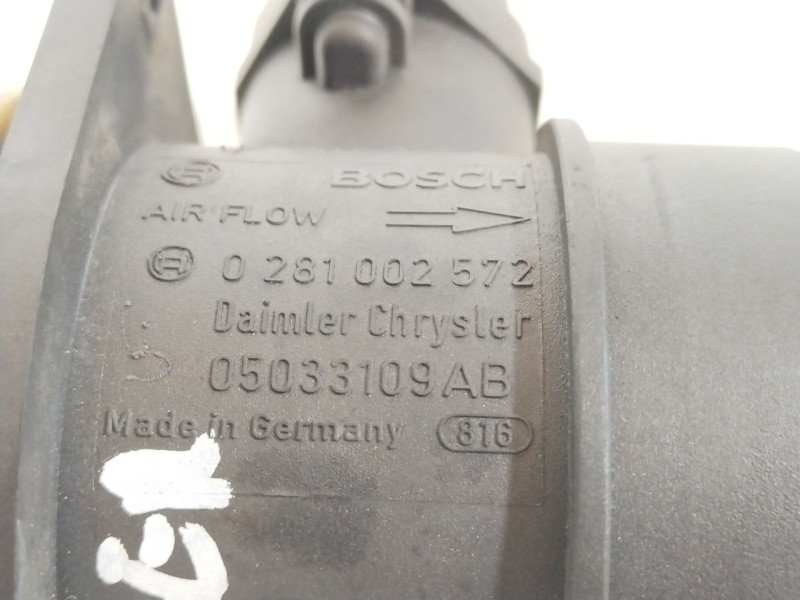 BOSCH
AIR FLOW
0 281 002 572
Daimler Chrysler
05033109AB
Made in Germany 816